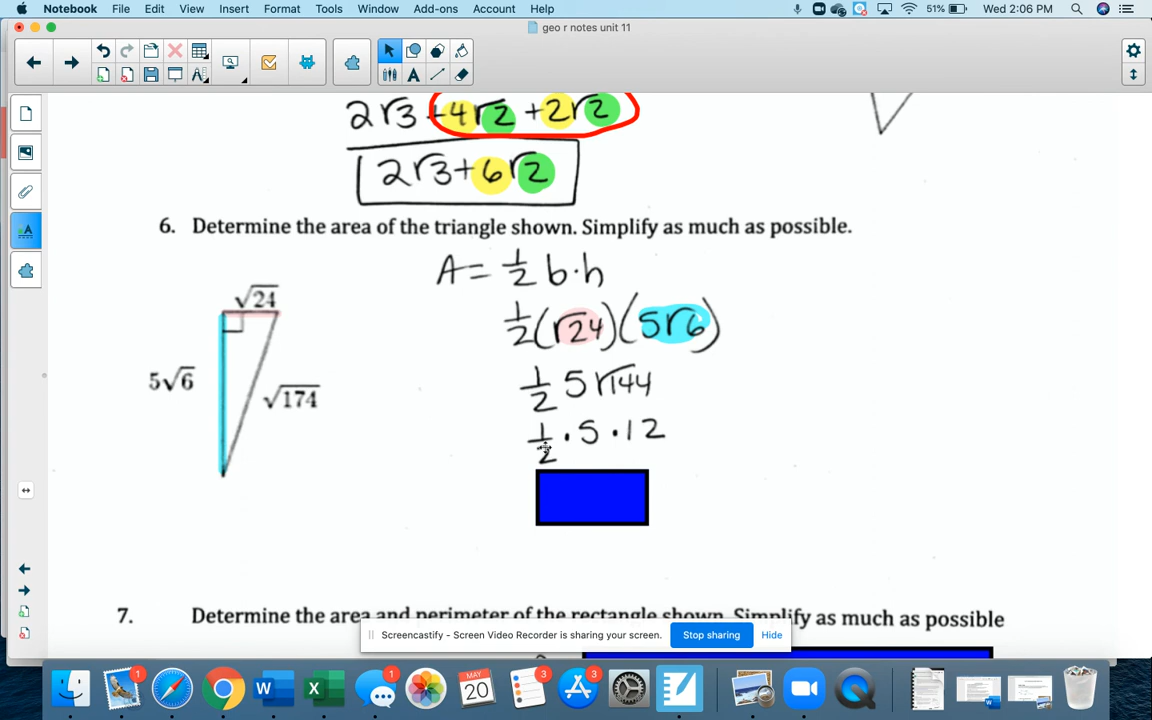 Notebook File Edit View Insert Format Tools Window Add-ons Account Help 51% Wed 2:06 PM
geo r notes unit 11
2√3 +4√2 +2√2
2√3+6√2
6. Determine the area of the triangle shown. Simplify as much as possible.
A = 1/2 b·h
√24
1/2(√24)(5√6)
5√6
√174
1/2 5√144
1/2 · 5 · 12
7. Determine the area and perimeter of the rectangle shown. Simplify as much as possible
Screencastify - Screen Video Recorder is sharing your screen. Stop sharing Hide
1
1
MAY
20
3
3